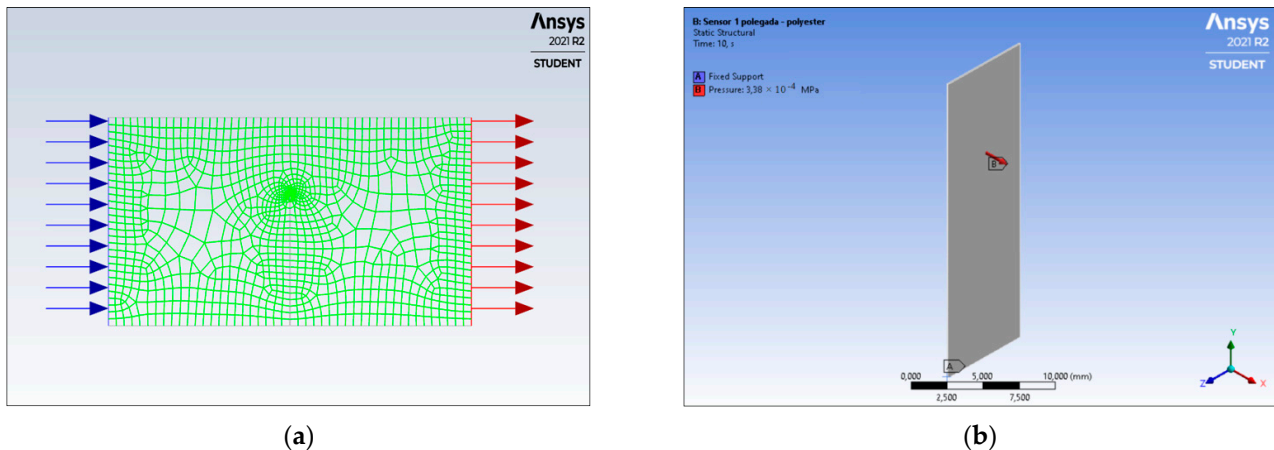 Ansys
2021 R2
STUDENT
B: Sensor 1 polegada - polyester
Static Structural
Time: 10, s
A Fixed Support
B Pressure: 3,38 × 10⁻⁴ MPa
Ansys
2021 R2
STUDENT
B
A
0,000 5,000 10,000 (mm)
2,500 7,500
Y
Z X
(a) (b)